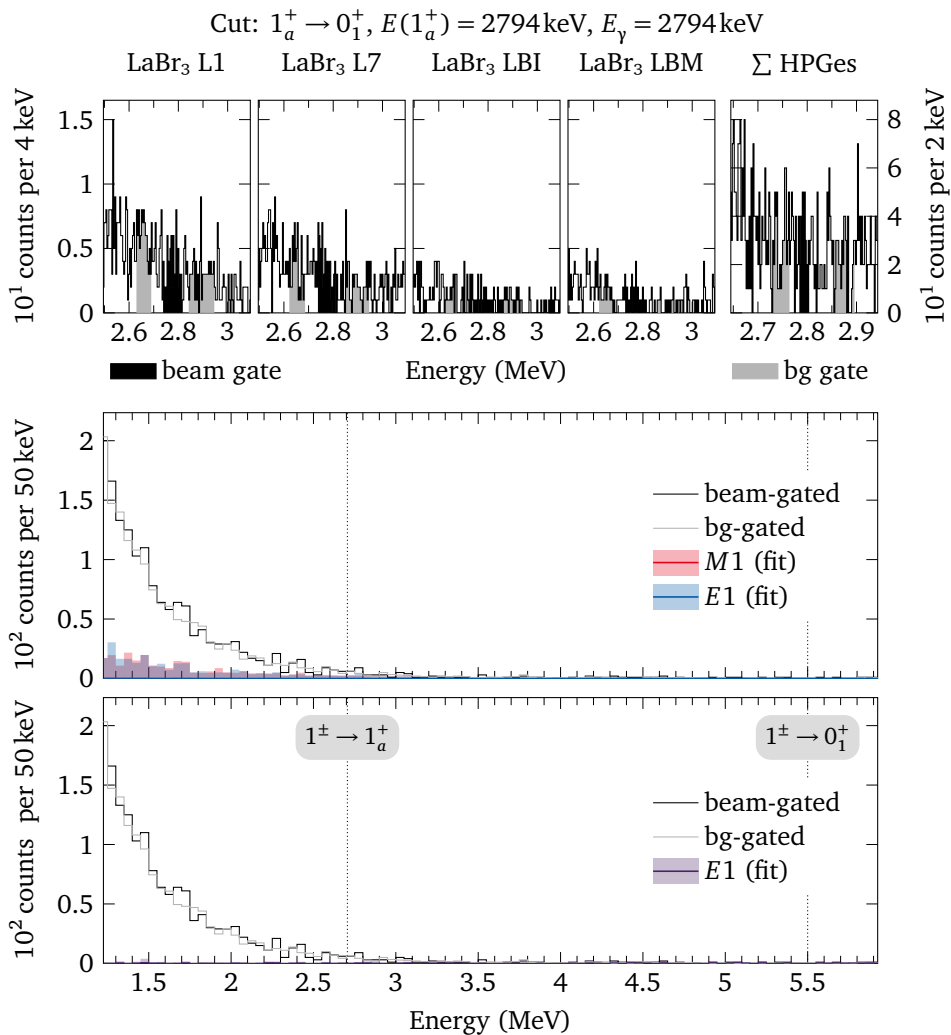 Cut: 1⁺ₐ → 0⁺₁, E(1⁺ₐ) = 2794 keV, Eᵧ = 2794 keV
LaBr₃ L1 LaBr₃ L7 LaBr₃ LBI LaBr₃ LBM ∑ HPGes
10¹ counts per 4 keV
1.5
1
0.5
0
8
6
4
2
0
10¹ counts per 2 keV
2.6 2.8 3 2.6 2.8 3 2.6 2.8 3 2.6 2.8 3 2.7 2.8 2.9
beam gate Energy (MeV) bg gate
10² counts per 50 keV
2
1.5
1
0.5
0
beam-gated
bg-gated
M1 (fit)
E1 (fit)
10² counts per 50 keV
2
1.5
1
0.5
0
1± → 1⁺ₐ 1± → 0⁺₁
beam-gated
bg-gated
E1 (fit)
1.5 2 2.5 3 3.5 4 4.5 5 5.5
Energy (MeV)